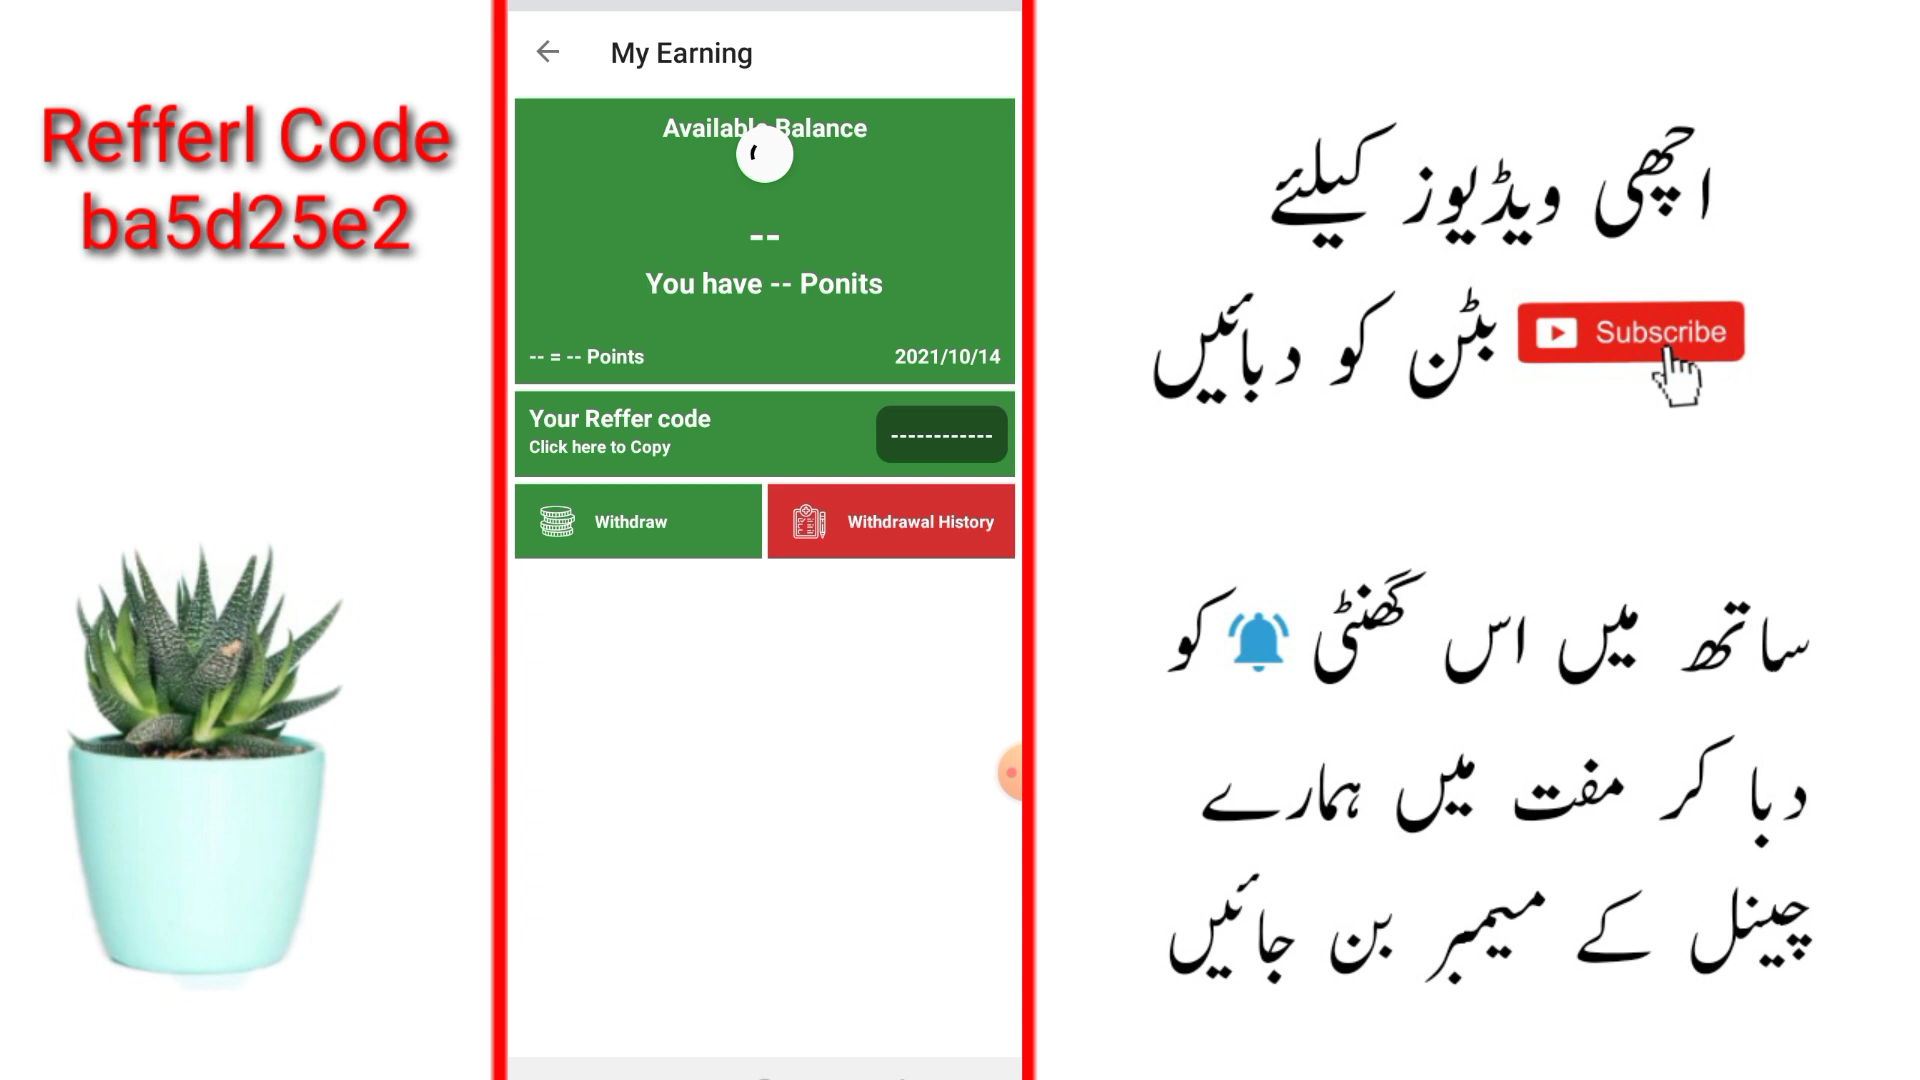 Refferl Code
ba5d25e2
My Earning
Available Balance
--
You have -- Ponits
-- = -- Points
2021/10/14
Your Reffer code
Click here to Copy
------------
Withdraw
Withdrawal History
اچھی ویڈیوز کیلئے
Subscribe بٹن کو دبائیں
ساتھ میں اس گھنٹی کو
دبا کر مفت میں ہمارے
چینل کے میمبر بن جائیں